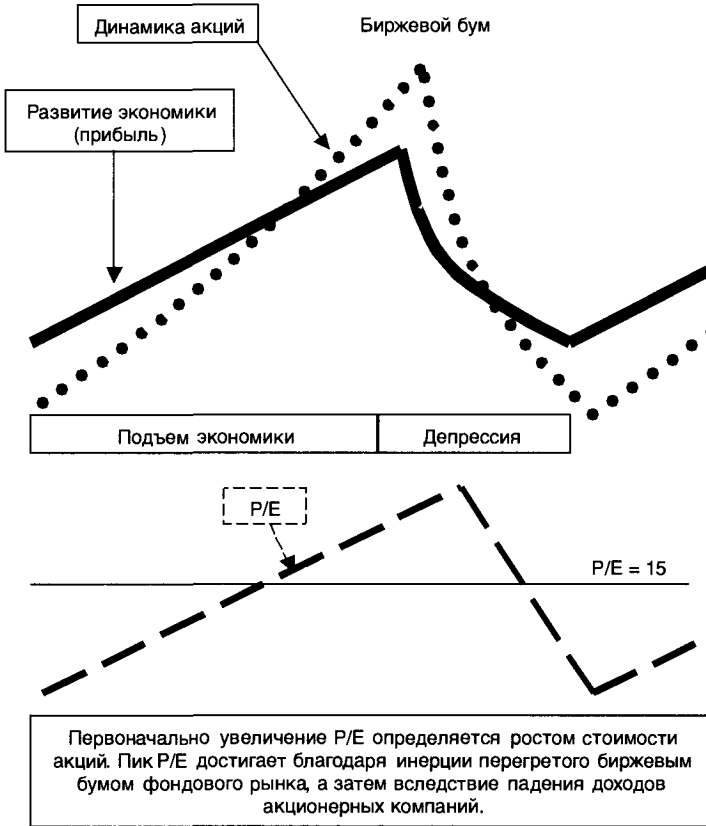 Динамика акций
Биржевой бум
Развитие экономики
(прибыль)
Подъем экономики
Депрессия
P/E
P/E = 15
Первоначально увеличение P/E определяется ростом стоимости
акций. Пик P/E достигает благодаря инерции перегретого биржевым
бумом фондового рынка, а затем вследствие падения доходов
акционерных компаний.